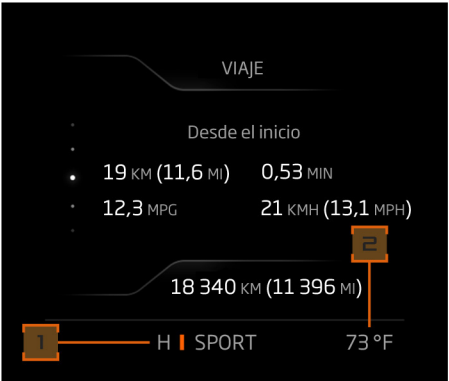 VIAJE
Desde el inicio
19 KM (11,6 MI) 0,53 MIN
12,3 MPG 21 KMH (13,1 MPH)
2
18 340 KM (11 396 MI)
1 H SPORT 73 °F